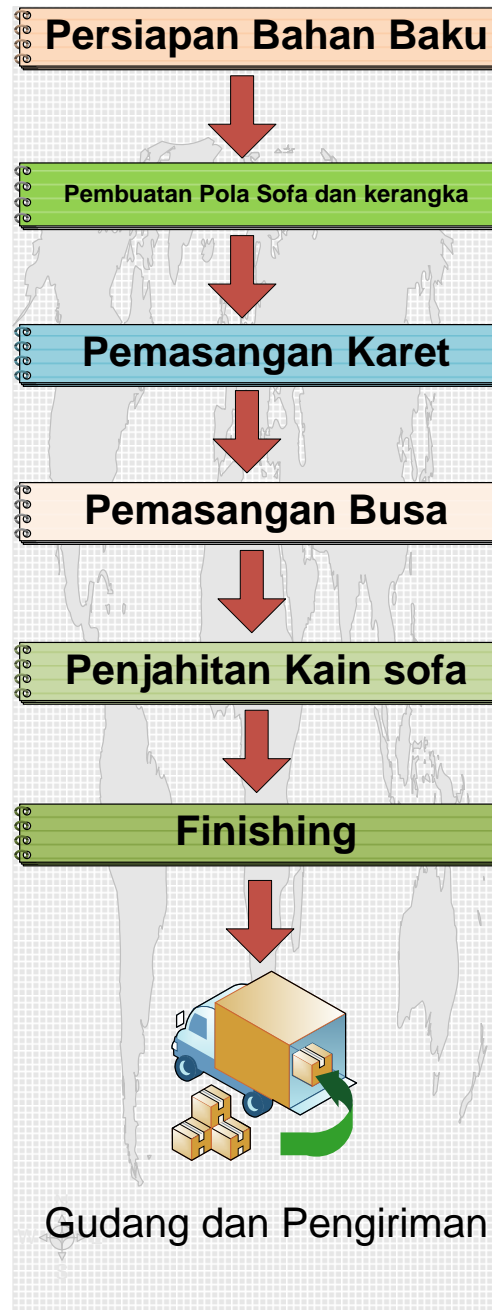 Persiapan Bahan Baku
Pembuatan Pola Sofa dan kerangka
Pemasangan Karet
Pemasangan Busa
Penjahitan Kain sofa
Finishing
Gudang dan Pengiriman